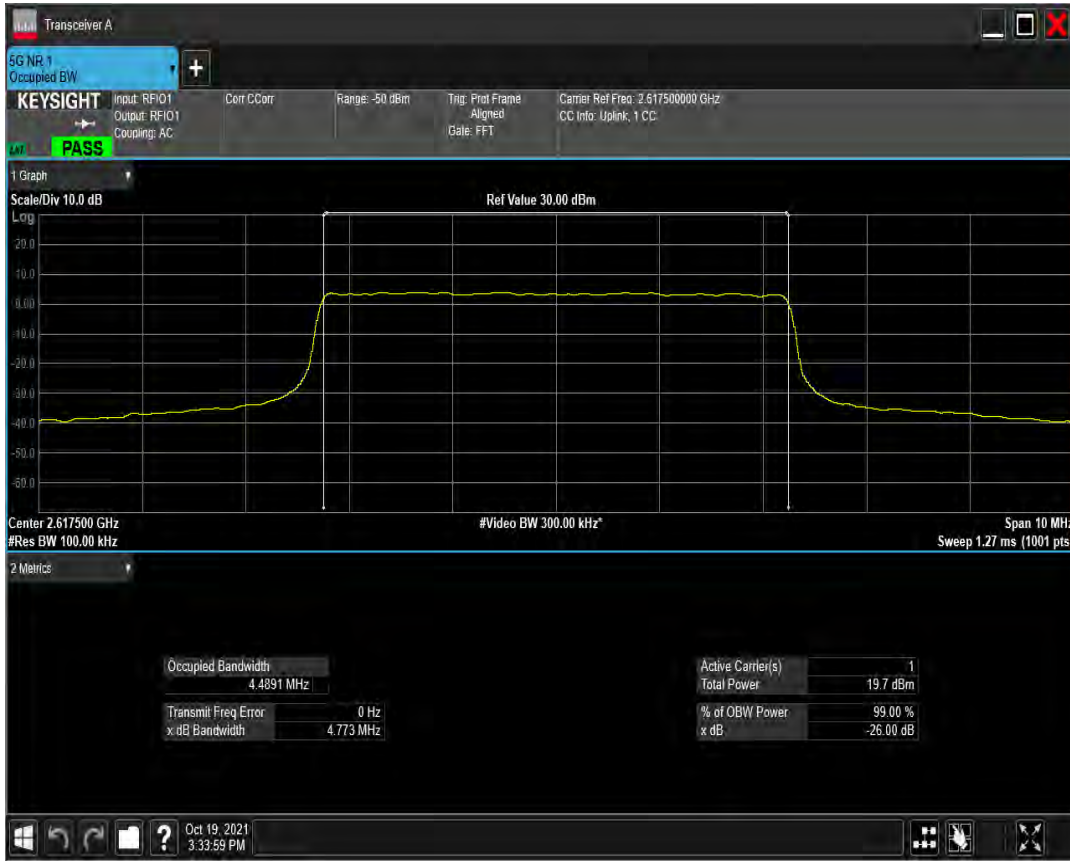 Transceiver A
5G NR 1
Occupied BW
KEYSIGHT
PASS
Input: RFIO1
Output: RFIO1
Coupling: AC
Corr CCorr
Range: -50 dBm
Trig: Prot Frame
Aligned
Gate: FFT
Carrier Ref Freq: 2.617500000 GHz
CC Info: Uplink, 1 CC
1 Graph
Scale/Div 10.0 dB
Ref Value 30.00 dBm
Log
20.0
10.0
0.00
-10.0
-20.0
-30.0
-40.0
-50.0
-60.0
Center 2.617500 GHz
#Video BW 300.00 kHz*
Span 10 MHz
#Res BW 100.00 kHz
Sweep 1.27 ms (1001 pts
2 Metrics
Occupied Bandwidth
4.4891 MHz
Transmit Freq Error 0 Hz
x dB Bandwidth 4.773 MHz
Active Carrier(s) 1
Total Power 19.7 dBm
% of OBW Power 99.00 %
x dB -26.00 dB
Oct 19, 2021
3:33:59 PM